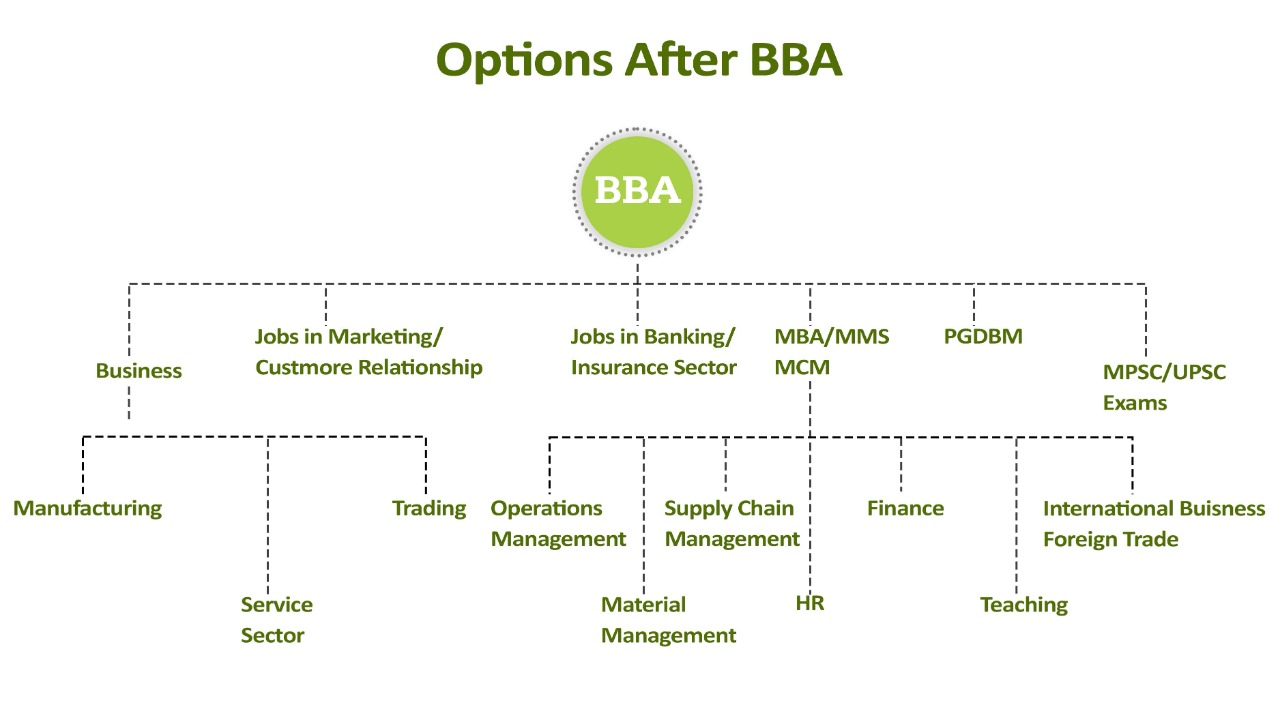 Options After BBA
BBA
Jobs in Marketing/
Custmore Relationship
Jobs in Banking/
Insurance Sector
MBA/MMS
MCM
PGDBM
Business
MPSC/UPSC
Exams
Manufacturing
Trading
Operations
Management
Supply Chain
Management
Finance
International Buisness
Foreign Trade
Service
Sector
Material
Management
HR
Teaching